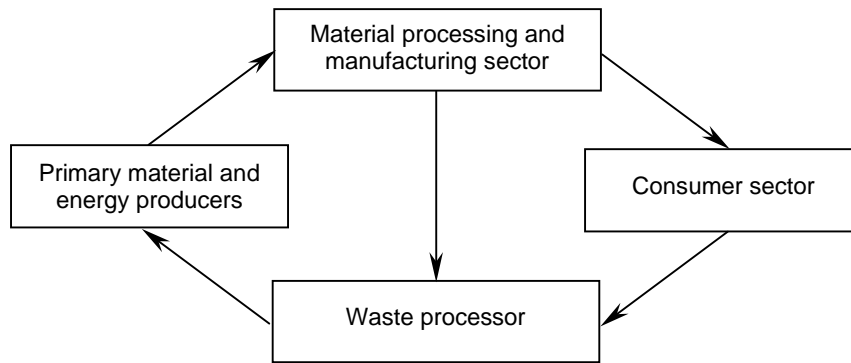 Material processing and
manufacturing sector
Primary material and
energy producers
Consumer sector
Waste processor